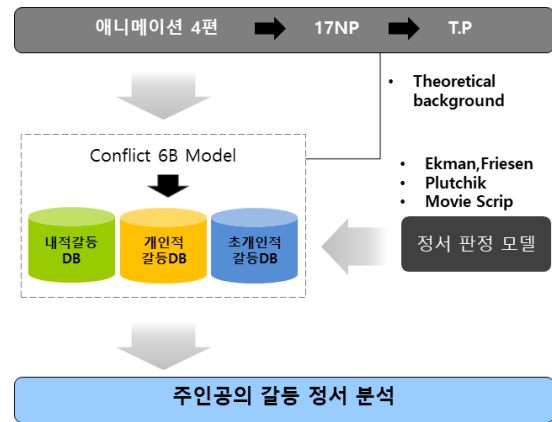 애니메이션 4편 17NP T.P
• Theoretical
background
Conflict 6B Model
• Ekman,Friesen
• Plutchik
• Movie Scrip
내적갈등
DB
개인적
갈등DB
초개인적
갈등DB
정서 판정 모델
주인공의 갈등 정서 분석